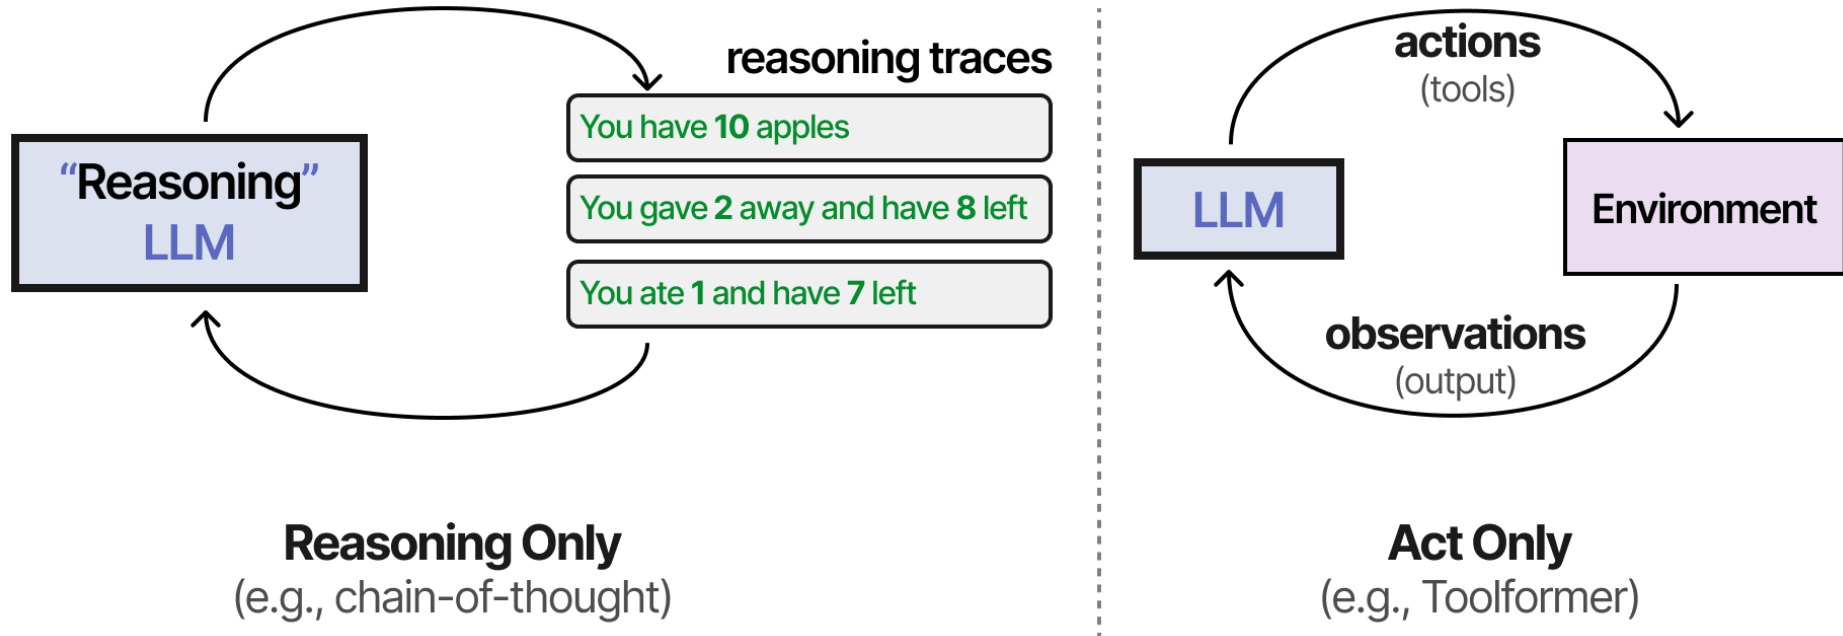 reasoning traces
“Reasoning”
LLM
You have 10 apples
You gave 2 away and have 8 left
You ate 1 and have 7 left
Reasoning Only
(e.g., chain-of-thought)
actions
(tools)
LLM
Environment
observations
(output)
Act Only
(e.g., Toolformer)